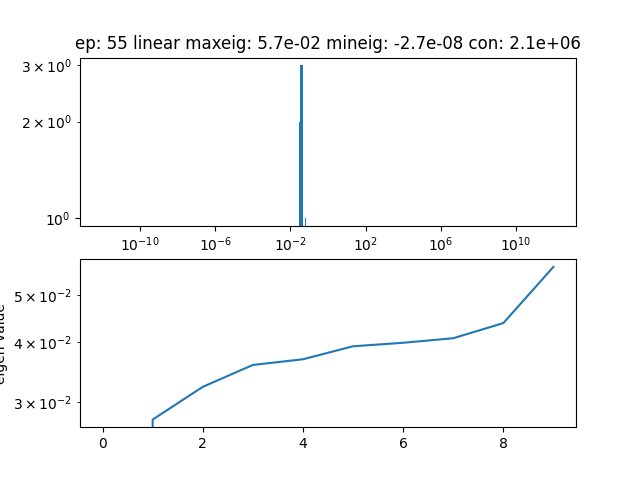 ep: 55 linear maxeig: 5.7e-02 mineig: -2.7e-08 con: 2.1e+06
3 × 10⁰
2 × 10⁰
10⁰
10⁻¹⁰
10⁻⁶
10⁻²
10²
10⁶
10¹⁰
5 × 10⁻²
4 × 10⁻²
3 × 10⁻²
eigen value
0
2
4
6
8